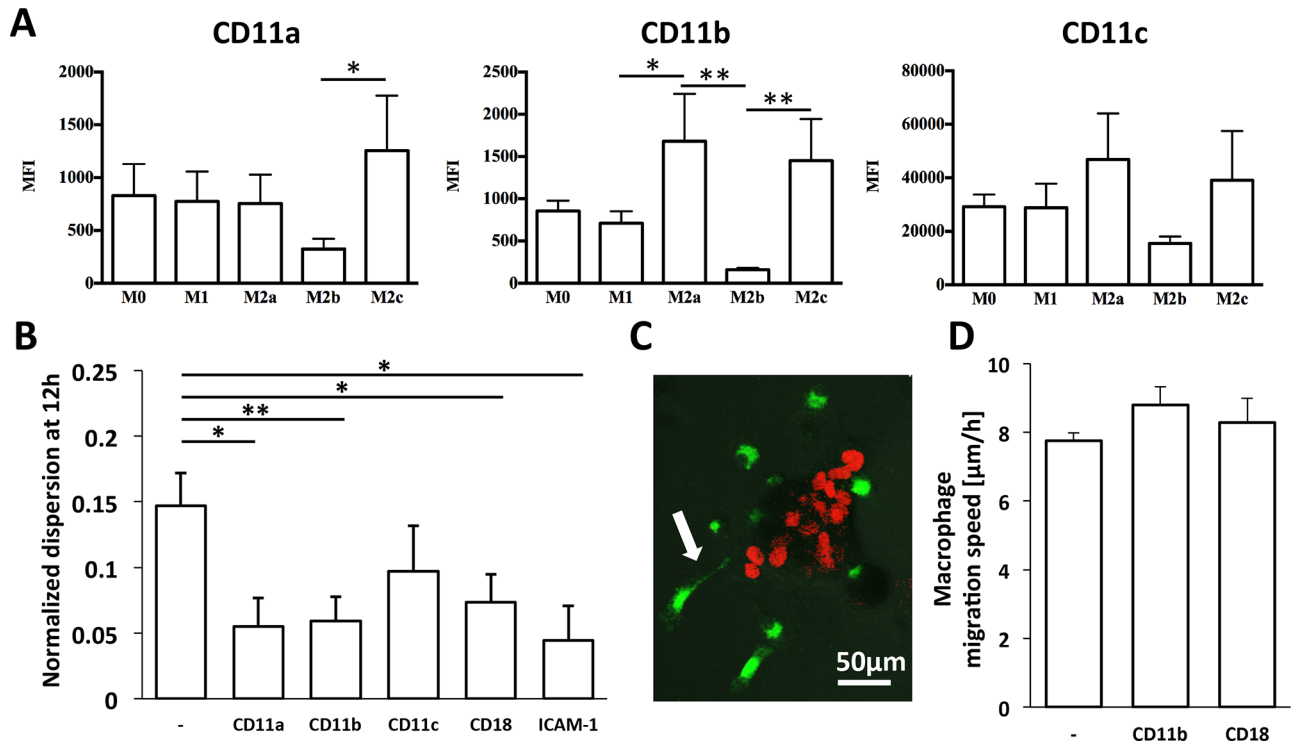 A
CD11a
CD11b
CD11c
2000
1500
1000
500
0
MFI
*
M0 M1 M2a M2b M2c
2500
2000
1500
1000
500
0
MFI
* ** **
M0 M1 M2a M2b M2c
80000
60000
40000
20000
0
MFI
M0 M1 M2a M2b M2c
B
Normalized dispersion at 12h
0.25
0.2
0.15
0.1
0.05
0
*
*
**
*
- CD11a CD11b CD11c CD18 ICAM-1
C
50μm
D
Macrophage
migration speed [μm/h]
10
8
6
4
2
0
- CD11b CD18